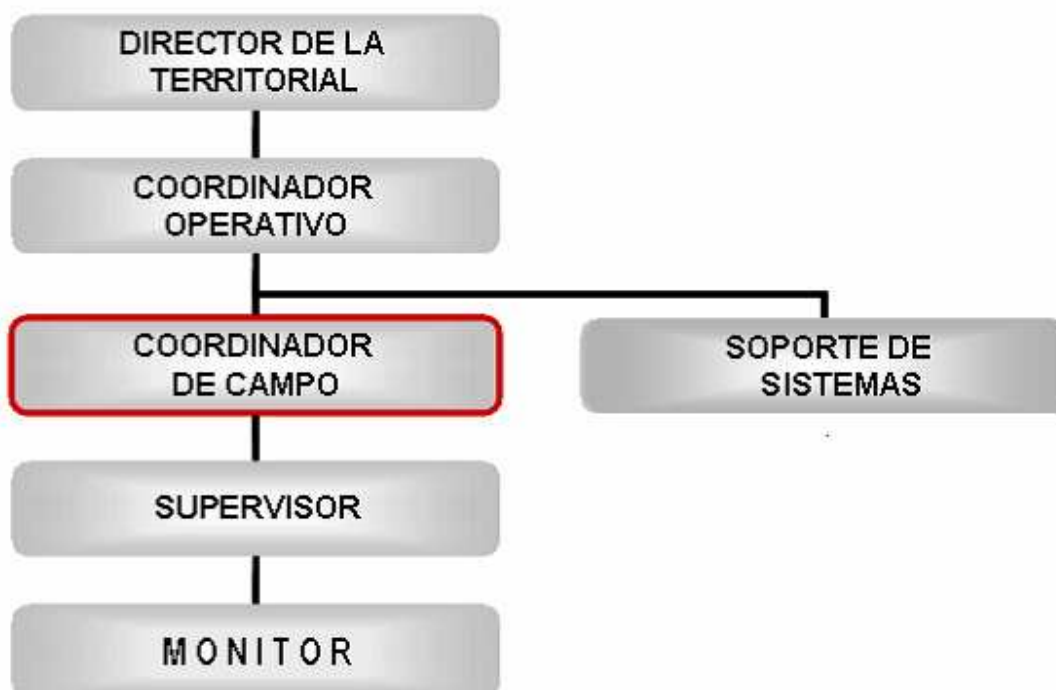 DIRECTOR DE LA
TERRITORIAL
COORDINADOR
OPERATIVO
COORDINADOR
DE CAMPO
SOPORTE DE
SISTEMAS
SUPERVISOR
MONITOR